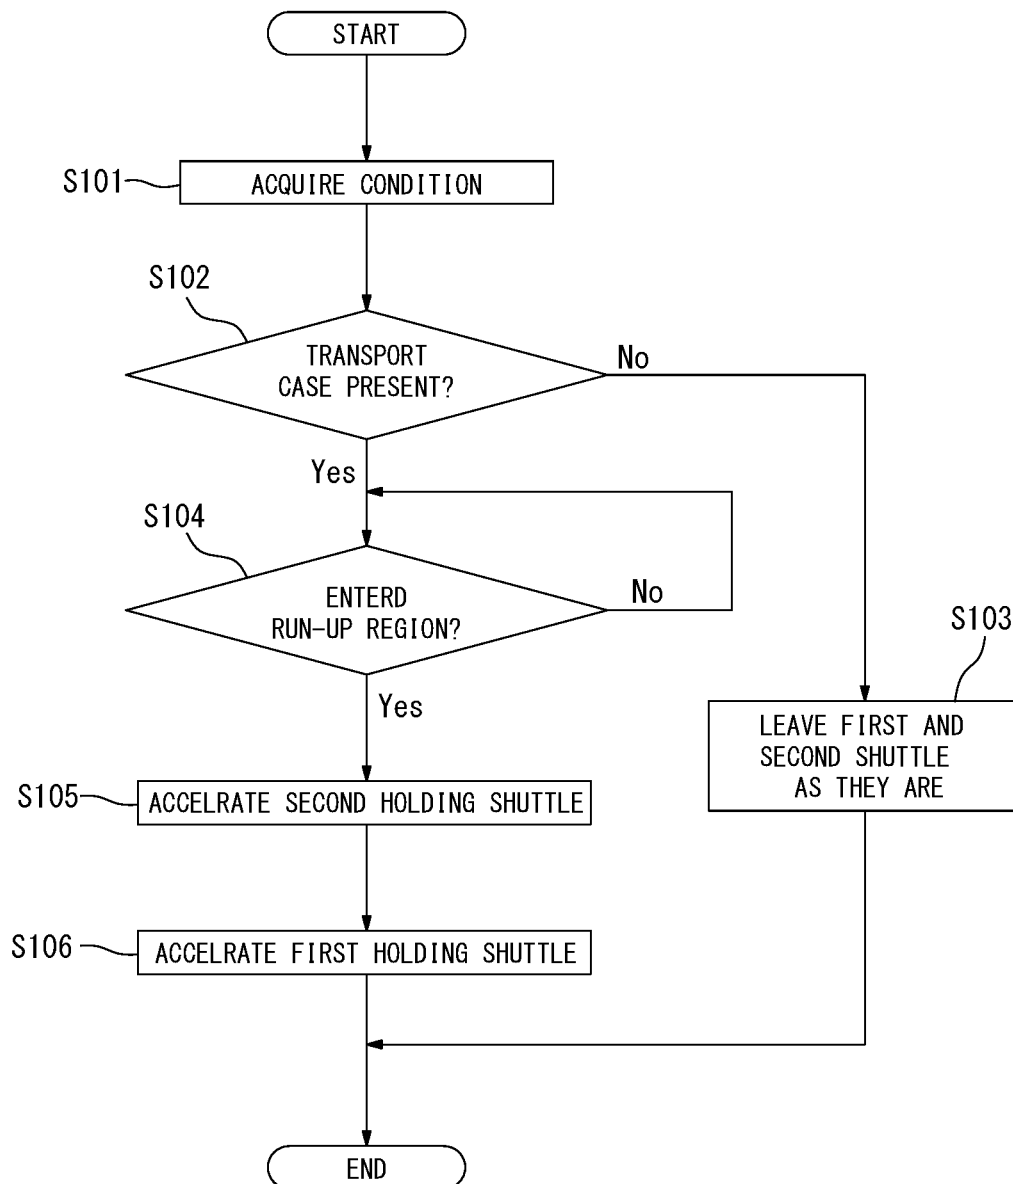 START
S101
ACQUIRE CONDITION
S102
TRANSPORT
CASE PRESENT?
No
Yes
S104
ENTERD
RUN-UP REGION?
No
Yes
S103
LEAVE FIRST AND
SECOND SHUTTLE
AS THEY ARE
S105
ACCELRATE SECOND HOLDING SHUTTLE
S106
ACCELRATE FIRST HOLDING SHUTTLE
END